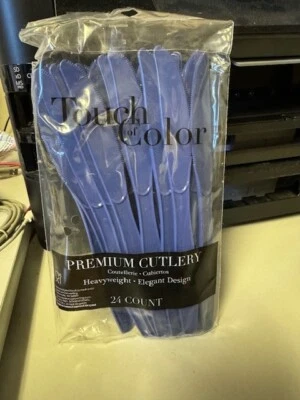 Touch
of
Color
PREMIUM CUTLERY
Coutellerie • Cubiertos
Heavyweight • Elegant Design
24 COUNT